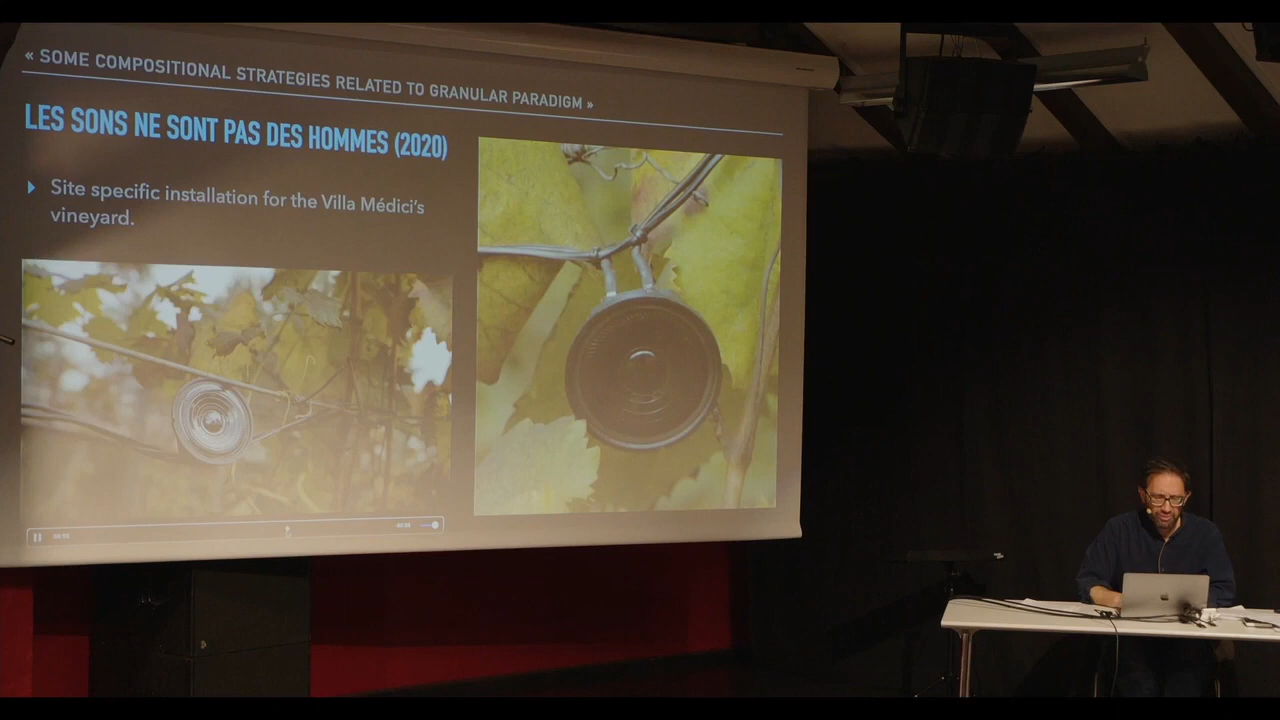 « SOME COMPOSITIONAL STRATEGIES RELATED TO GRANULAR PARADIGM »
LES SONS NE SONT PAS DES HOMMES (2020)
Site specific installation for the Villa Médici's
vineyard.